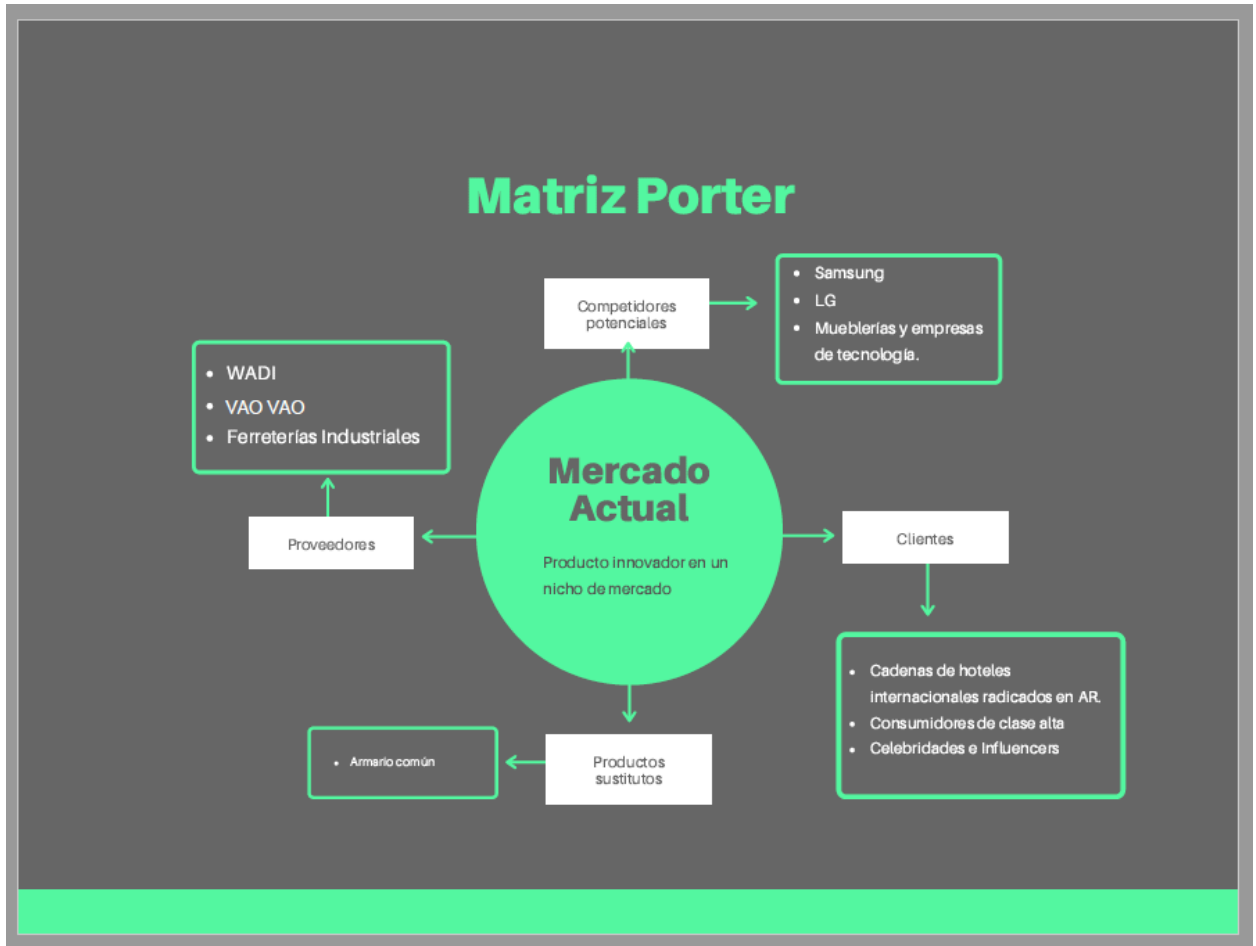 Matriz Porter
Competidores
potenciales
• Samsung
• LG
• Mueblerías y empresas
de tecnología.
• WADI
• VAO VAO
• Ferreterías Industriales
Proveedores
Mercado
Actual
Producto innovador en un
nicho de mercado
Clientes
• Cadenas de hoteles
internacionales radicados en AR.
• Consumidores de clase alta
• Celebridades e Influencers
Productos
sustitutos
• Armario común